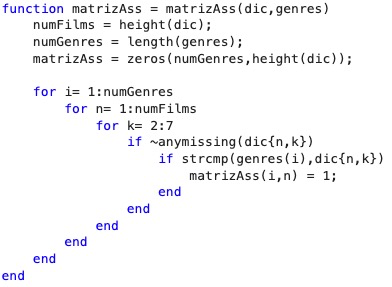 function matrizAss = matrizAss(dic,genres)
    numFilms = height(dic);
    numGenres = length(genres);
    matrizAss = zeros(numGenres,height(dic));

    for i= 1:numGenres
        for n= 1:numFilms
            for k= 2:7
                if ~anymissing(dic{n,k})
                    if strcmp(genres(i),dic{n,k})
                        matrizAss(i,n) = 1;
                    end
                end
            end
        end
    end
end